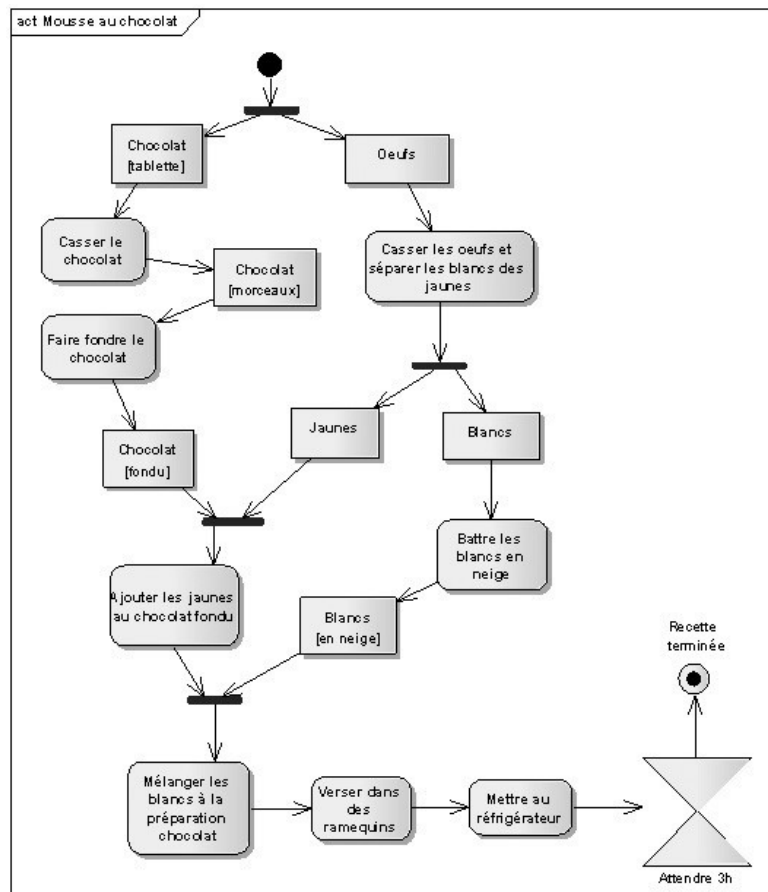 act Mousse au chocolat
Chocolat
[tablette]
Oeufs
Casser le
chocolat
Casser les oeufs et
séparer les blancs des
jaunes
Chocolat
[morceaux]
Faire fondre le
chocolat
Jaunes
Blancs
Chocolat
[fondu]
Battre les
blancs en
neige
Ajouter les jaunes
au chocolat fondu
Blancs
[en neige]
Recette
terminée
Mélanger les
blancs à la
préparation
chocolat
Verser dans
des
ramequins
Mettre au
réfrigérateur
Attendre 3h